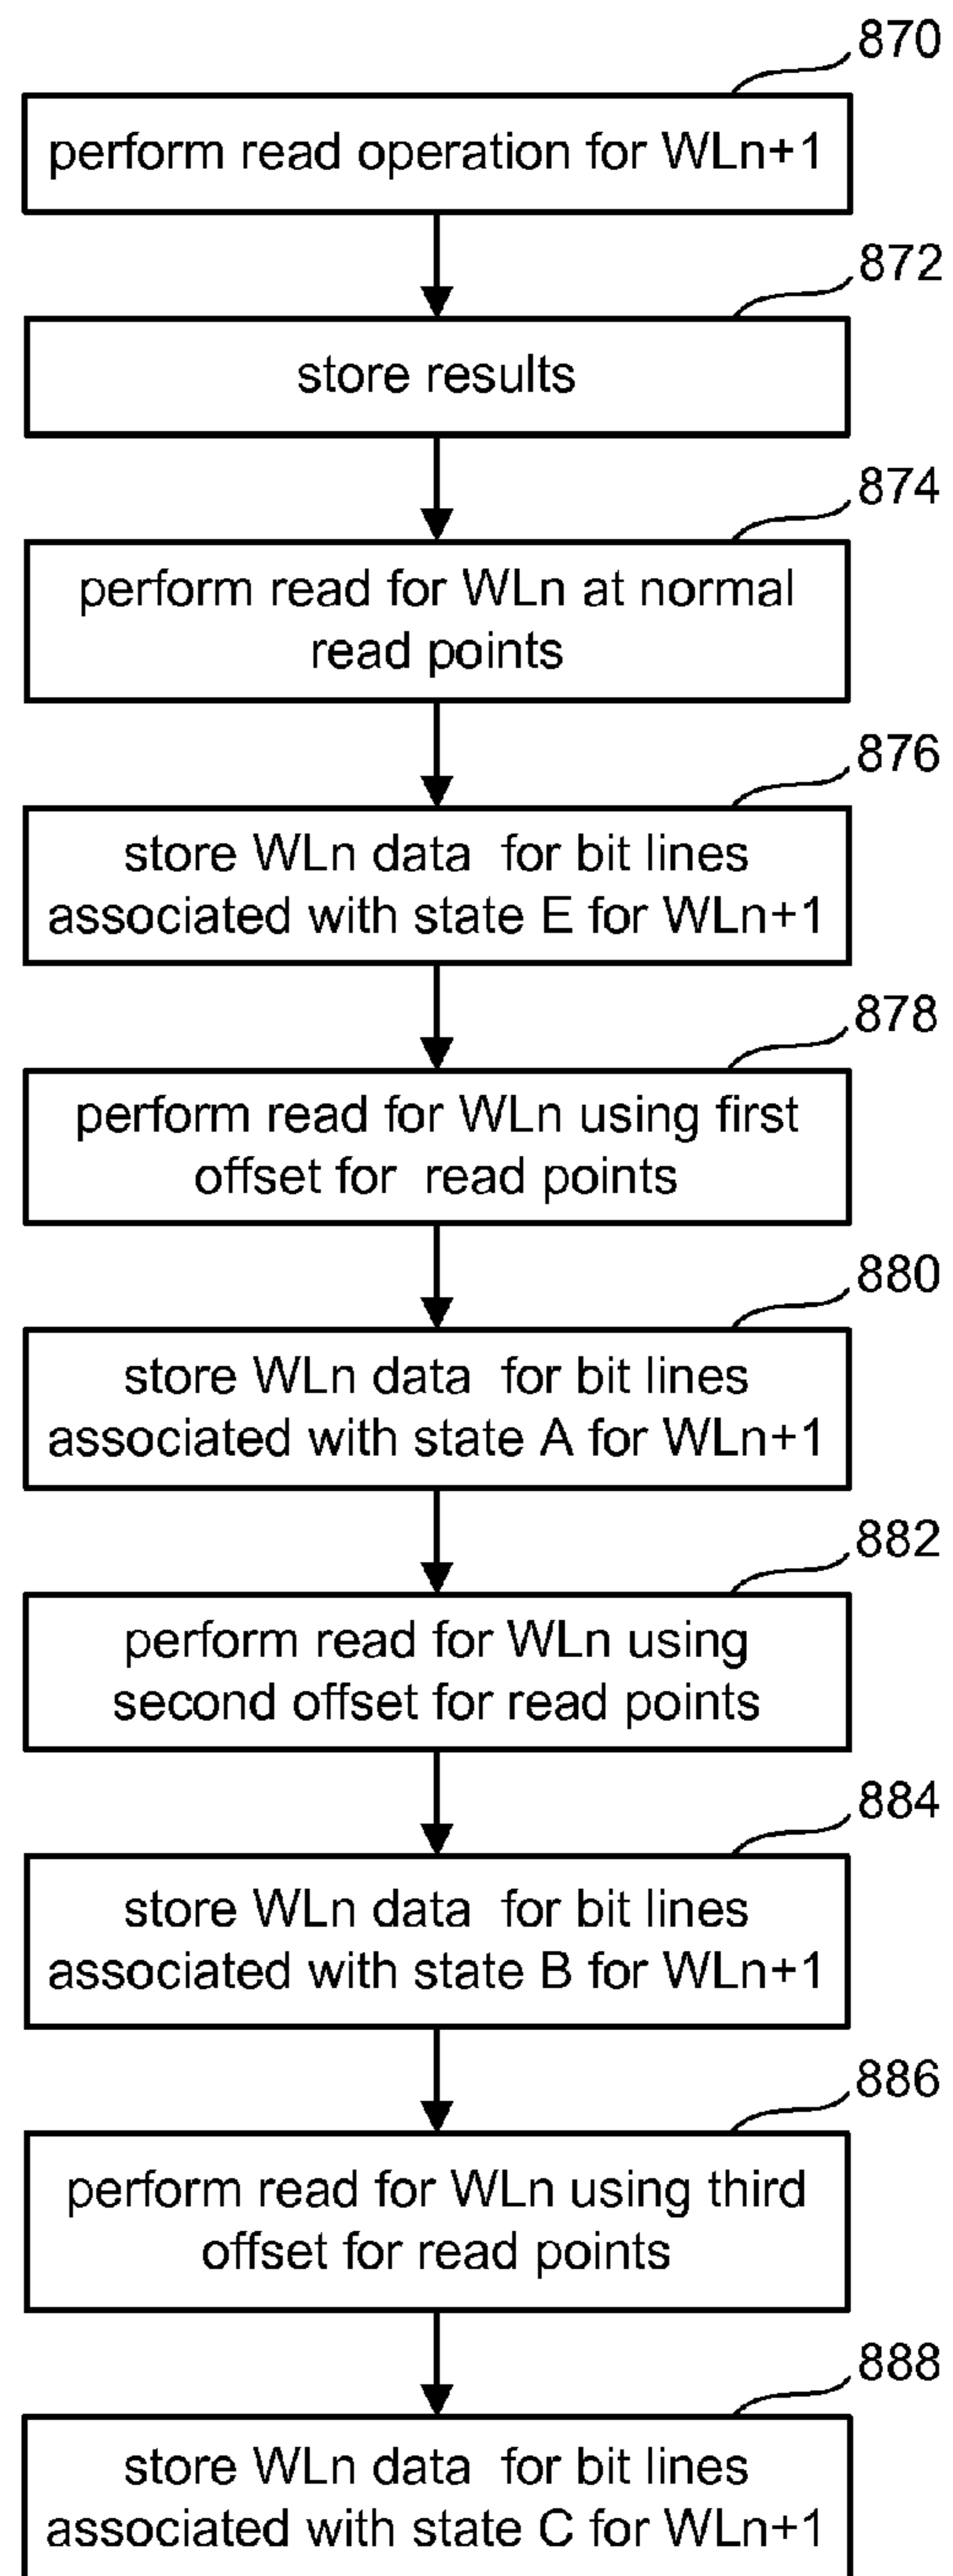 870
perform read operation for WLn+1
872
store results
874
perform read for WLn at normal
read points
876
store WLn data for bit lines
associated with state E for WLn+1
878
perform read for WLn using first
offset for read points
880
store WLn data for bit lines
associated with state A for WLn+1
882
perform read for WLn using
second offset for read points
884
store WLn data for bit lines
associated with state B for WLn+1
886
perform read for WLn using third
offset for read points
888
store WLn data for bit lines
associated with state C for WLn+1